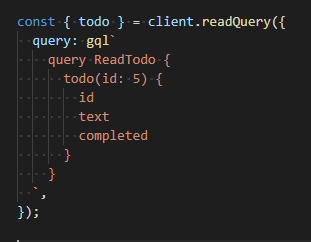 const { todo } = client.readQuery({
  query: gql`
    query ReadTodo {
      todo(id: 5) {
        id
        text
        completed
      }
    }
  `,
});